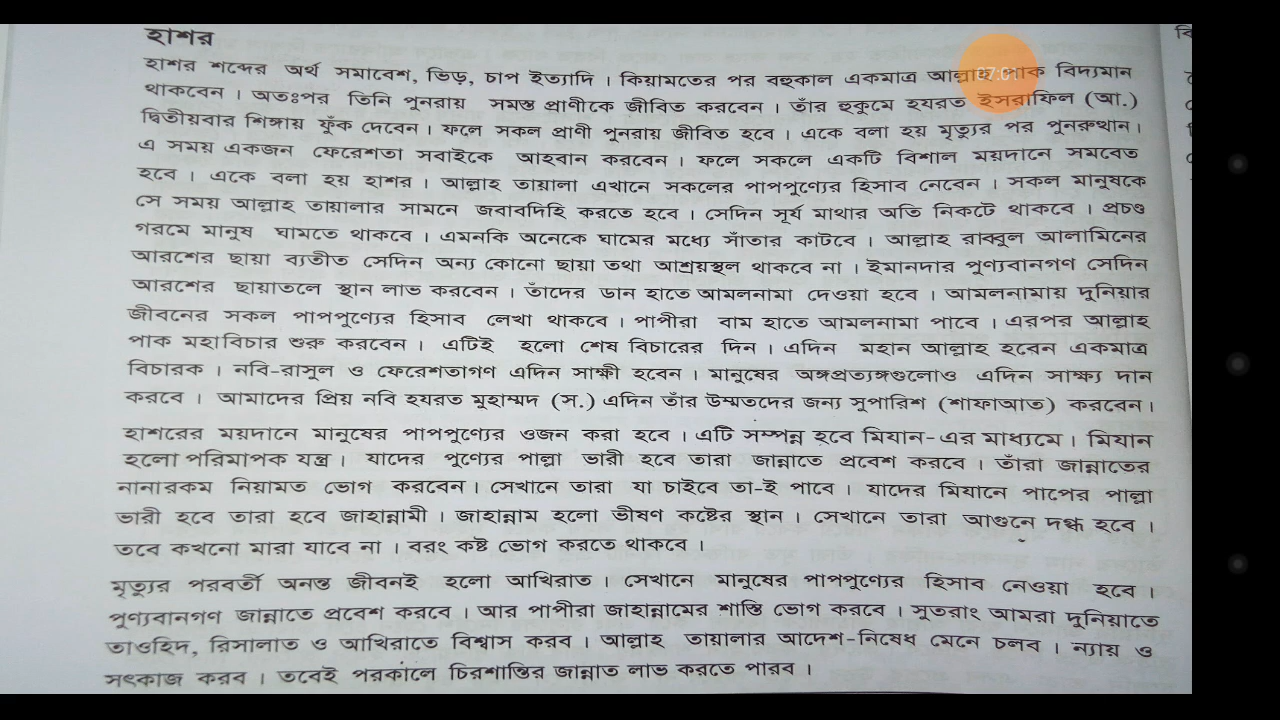 হাশর
হাশর শব্দের অর্থ সমাবেশ, ভিড়, চাপ ইত্যাদি । কিয়ামতের পর বহুকাল একমাত্র আল্লাহ পাক বিদ্যমান
থাকবেন । অতঃপর তিনি পুনরায় সমস্ত প্রাণীকে জীবিত করবেন । তাঁর হুকুমে হযরত ইসরাফিল (আ.)
দ্বিতীয়বার শিঙ্গায় ফুঁক দেবেন । ফলে সকল প্রাণী পুনরায় জীবিত হবে । একে বলা হয় মৃত্যুর পর পুনরুত্থান ।
এ সময় একজন ফেরেশতা সবাইকে আহবান করবেন । ফলে সকলে একটি বিশাল ময়দানে সমবেত
হবে । একে বলা হয় হাশর । আল্লাহ তায়ালা এখানে সকলের পাপপুণ্যের হিসাব নেবেন । সকল মানুষকে
সে সময় আল্লাহ তায়ালার সামনে জবাবদিহি করতে হবে । সেদিন সূর্য মাথার অতি নিকটে থাকবে । প্রচণ্ড
গরমে মানুষ ঘামতে থাকবে । এমনকি অনেকে ঘামের মধ্যে সাঁতার কাটবে । আল্লাহ রাব্বুল আলামিনের
আরশের ছায়া ব্যতীত সেদিন অন্য কোনো ছায়া তথা আশ্রয়স্থল থাকবে না । ইমানদার পুণ্যবানগণ সেদিন
আরশের ছায়াতলে স্থান লাভ করবেন । তাঁদের ডান হাতে আমলনামা দেওয়া হবে । আমলনামায় দুনিয়ার
জীবনের সকল পাপপুণ্যের হিসাব লেখা থাকবে । পাপীরা বাম হাতে আমলনামা পাবে । এরপর আল্লাহ
পাক মহাবিচার শুরু করবেন । এটিই হলো শেষ বিচারের দিন । এদিন মহান আল্লাহ হবেন একমাত্র
বিচারক । নবি-রাসুল ও ফেরেশতাগণ এদিন সাক্ষী হবেন । মানুষের অঙ্গপ্রত্যঙ্গগুলোও এদিন সাক্ষ্য দান
করবে । আমাদের প্রিয় নবি হযরত মুহাম্মদ (স.) এদিন তাঁর উম্মতদের জন্য সুপারিশ (শাফাআত) করবেন ।
হাশরের ময়দানে মানুষের পাপপুণ্যের ওজন করা হবে । এটি সম্পন্ন হবে মিযান-এর মাধ্যমে । মিযান
হলো পরিমাপক যন্ত্র । যাদের পুণ্যের পাল্লা ভারী হবে তারা জান্নাতে প্রবেশ করবে । তাঁরা জান্নাতের
নানারকম নিয়ামত ভোগ করবেন । সেখানে তারা যা চাইবে তা-ই পাবে । যাদের মিযানে পাপের পাল্লা
ভারী হবে তারা হবে জাহান্নামী । জাহান্নাম হলো ভীষণ কষ্টের স্থান । সেখানে তারা আগুনে দগ্ধ হবে ।
তবে কখনো মারা যাবে না । বরং কষ্ট ভোগ করতে থাকবে ।
মৃত্যুর পরবর্তী অনন্ত জীবনই হলো আখিরাত । সেখানে মানুষের পাপপুণ্যের হিসাব নেওয়া হবে ।
পুণ্যবানগণ জান্নাতে প্রবেশ করবে । আর পাপীরা জাহান্নামের শাস্তি ভোগ করবে । সুতরাং আমরা দুনিয়াতে
তাওহিদ, রিসালাত ও আখিরাতে বিশ্বাস করব । আল্লাহ তায়ালার আদেশ-নিষেধ মেনে চলব । ন্যায় ও
সৎকাজ করব । তবেই পরকালে চিরশান্তির জান্নাত লাভ করতে পারব ।